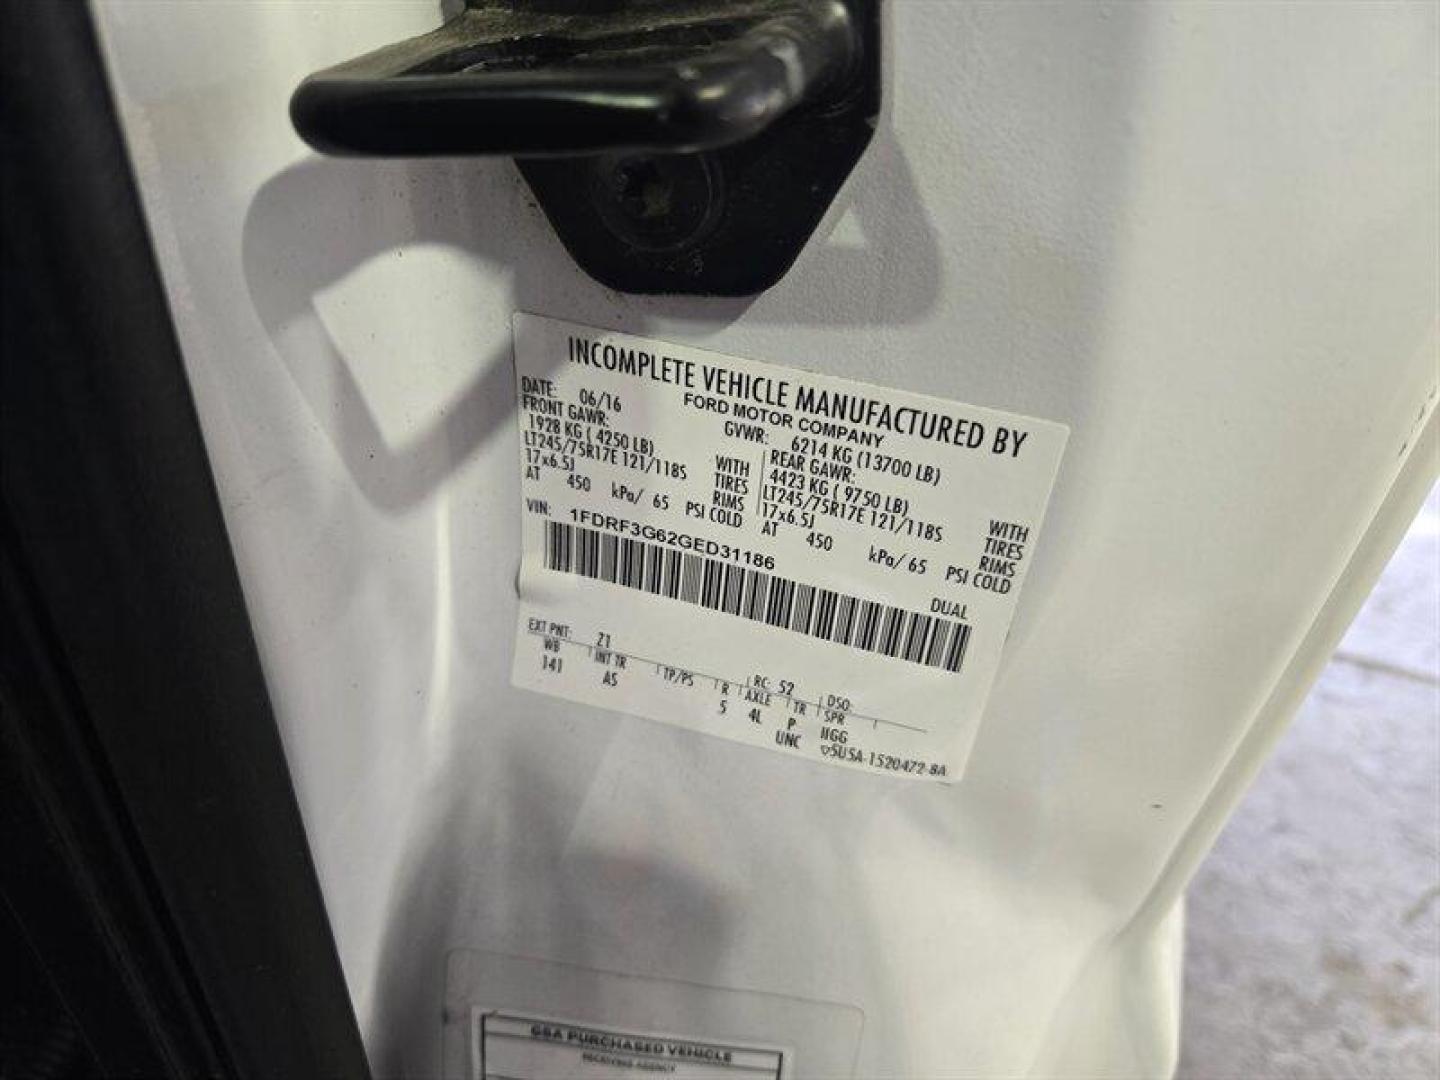 INCOMPLETE VEHICLE MANUFACTURED BY
FORD MOTOR COMPANY
DATE: 06/16 GVWR: 6214 KG (13700 LB)
FRONT GAWR: REAR GAWR:
1928 KG ( 4250 LB) WITH 4423 KG ( 9750 LB) WITH
LT245/75R17E 121/118S TIRES LT245/75R17E 121/118S TIRES
17x6.5J RIMS 17x6.5J RIMS
AT 450 kPa/ 65 PSI COLD AT 450 kPa/ 65 PSI COLD
VIN: 1FDRF3G62GED31186 DUAL
EXT PNT: Z1 RC: 52 DSO:
WB INT TR TP/PS R AXLE TR SPR
141 AS 5 4L P IIGG
UNC ▽5U5A-1520472-BA
GSA PURCHASED VEHICLE